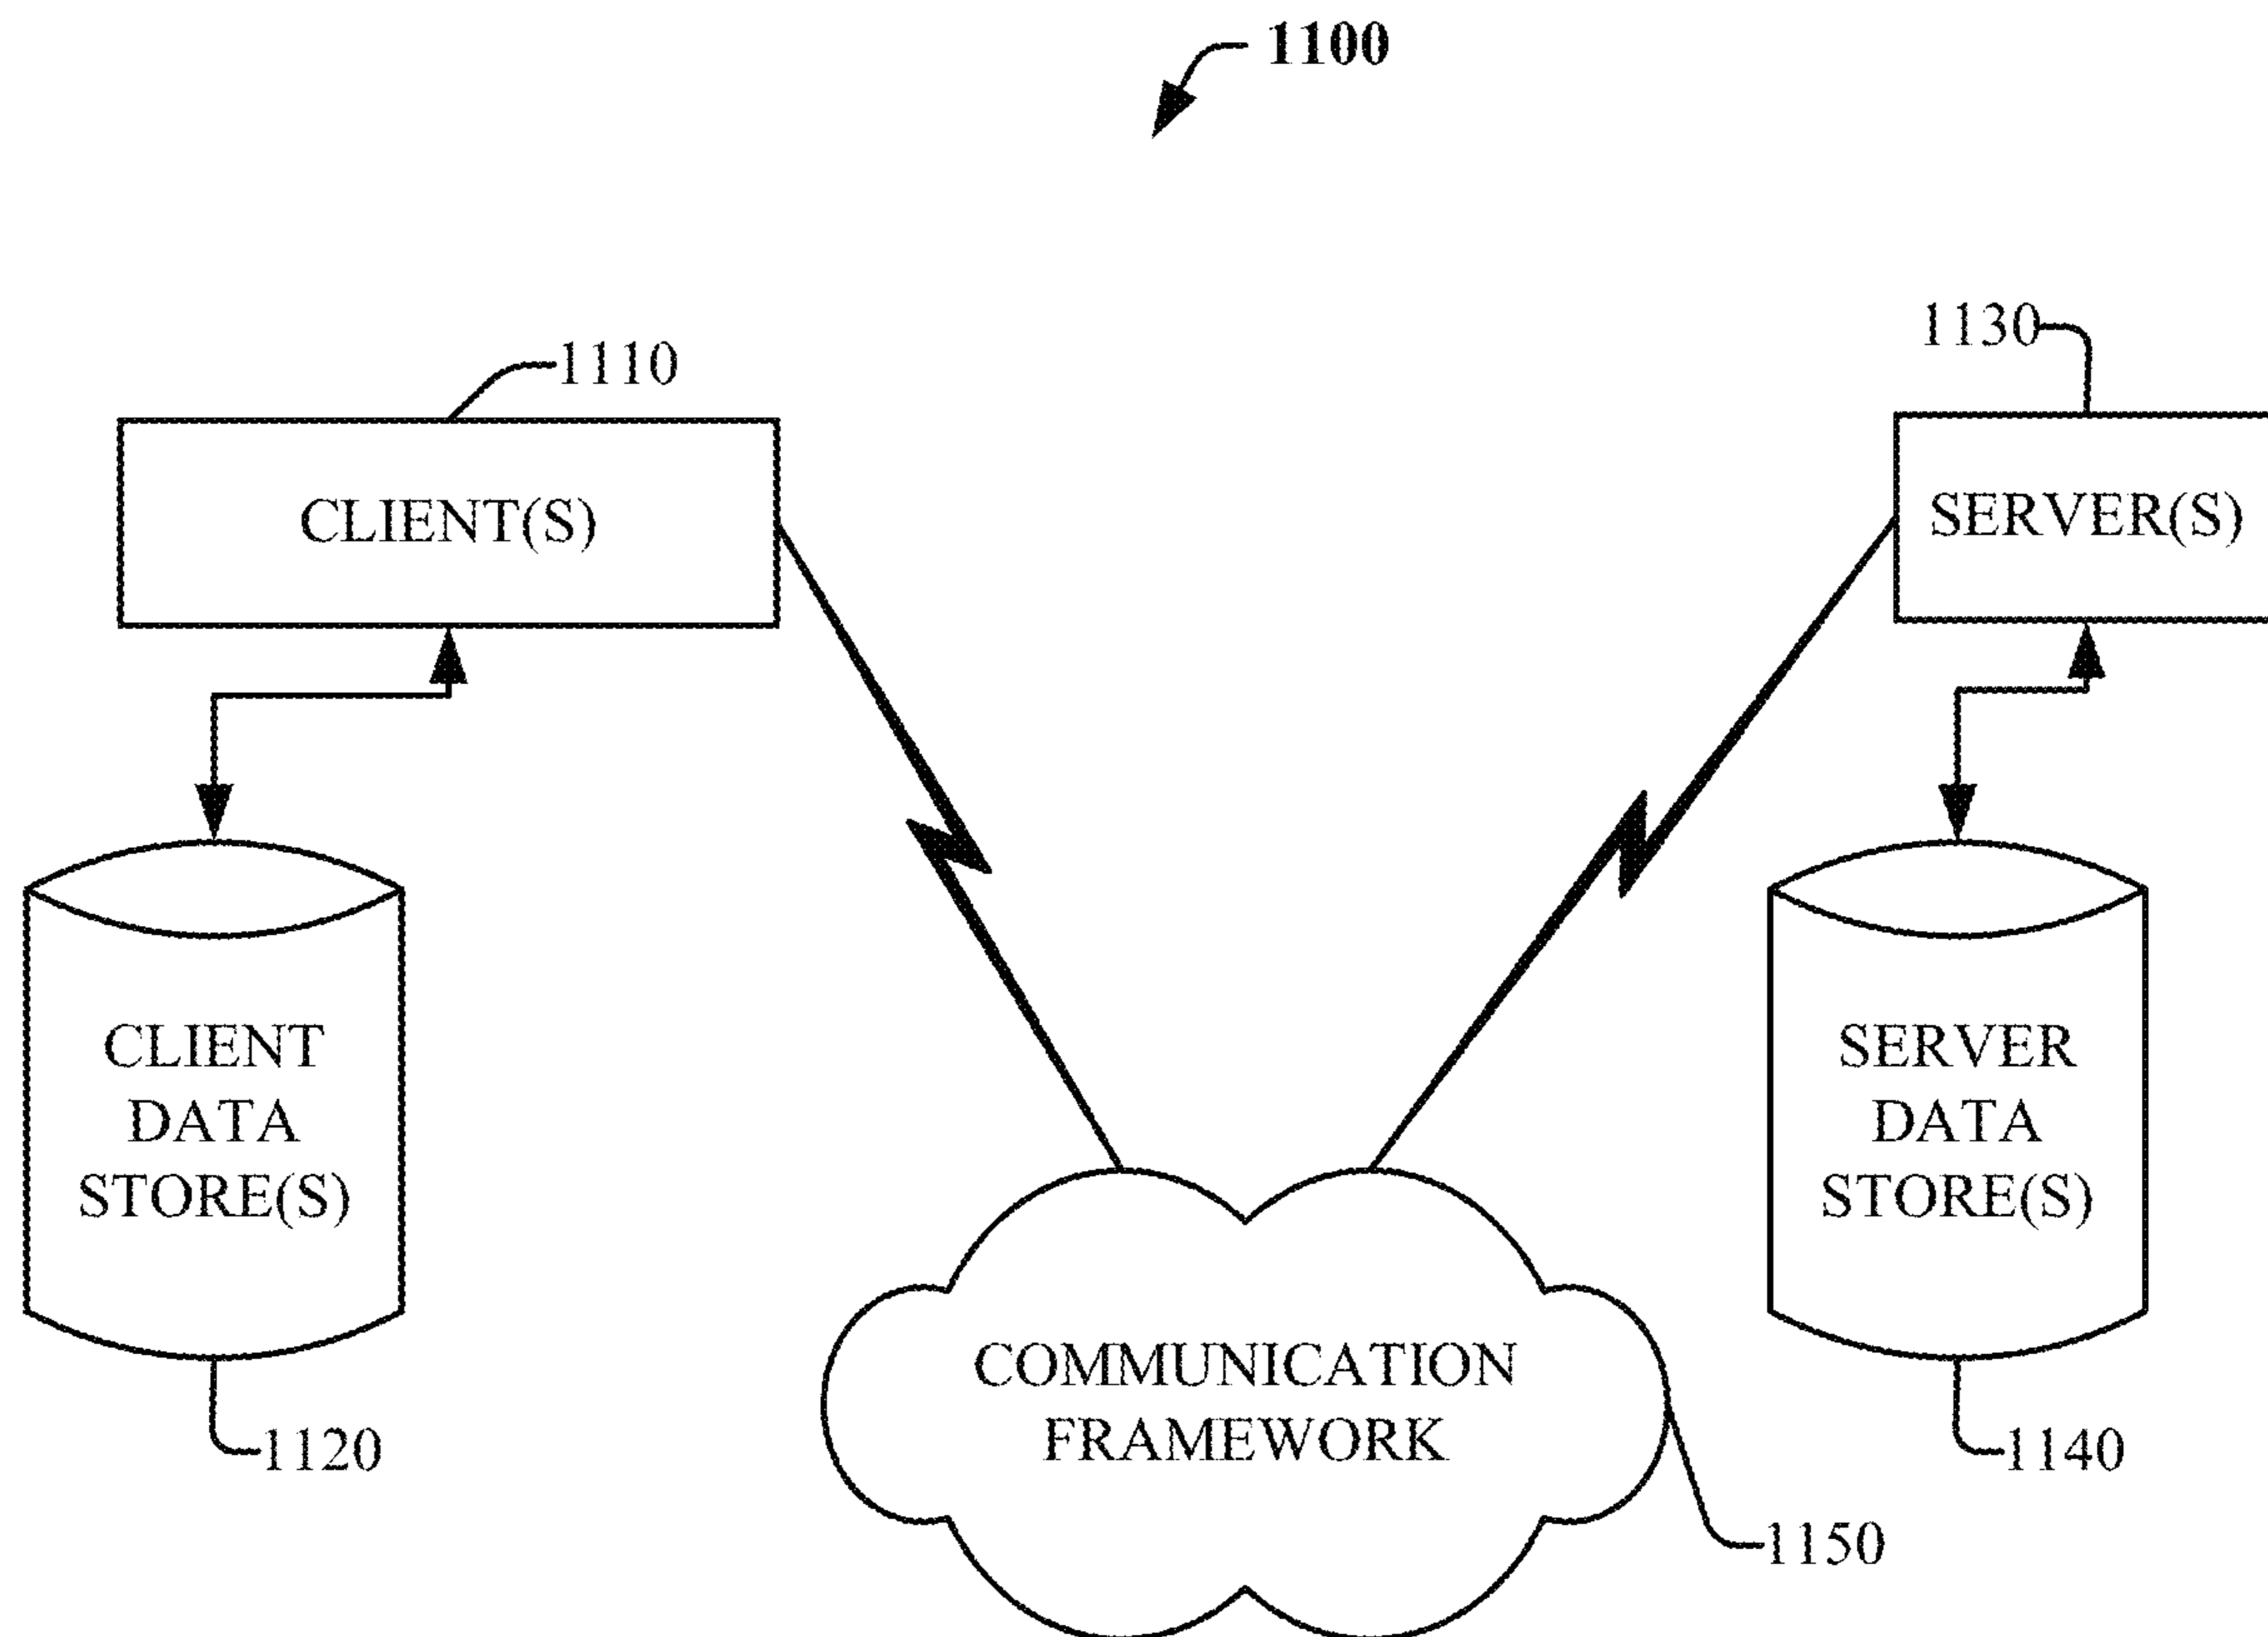 1100
1110
1130
CLIENT(S)
SERVER(S)
CLIENT
DATA
STORE(S)
SERVER
DATA
STORE(S)
COMMUNICATION
FRAMEWORK
1120
1140
1150